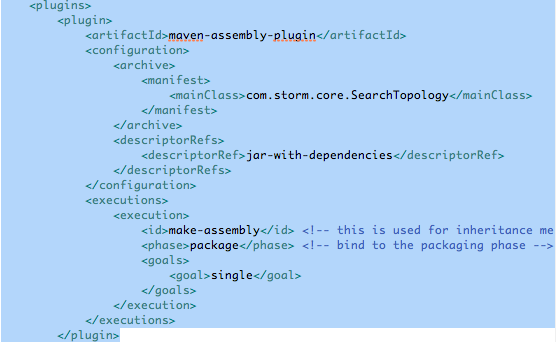 <plugins>
<plugin>
<artifactId>maven-assembly-plugin</artifactId>
<configuration>
<archive>
<manifest>
<mainClass>com.storm.core.SearchTopology</mainClass>
</manifest>
</archive>
<descriptorRefs>
<descriptorRef>jar-with-dependencies</descriptorRef>
</descriptorRefs>
</configuration>
<executions>
<execution>
<id>make-assembly</id> <!-- this is used for inheritance me
<phase>package</phase> <!-- bind to the packaging phase -->
<goals>
<goal>single</goal>
</goals>
</execution>
</executions>
</plugin>